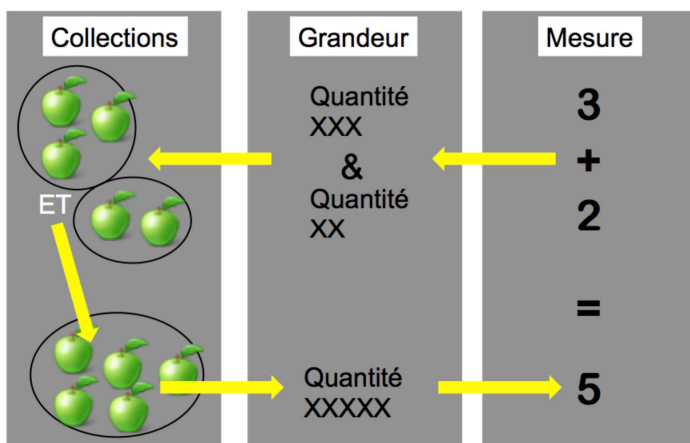 Collections
ET
Grandeur
Quantité
XXX
&
Quantité
XX
Quantité
XXXXX
Mesure
3
+
2
=
5